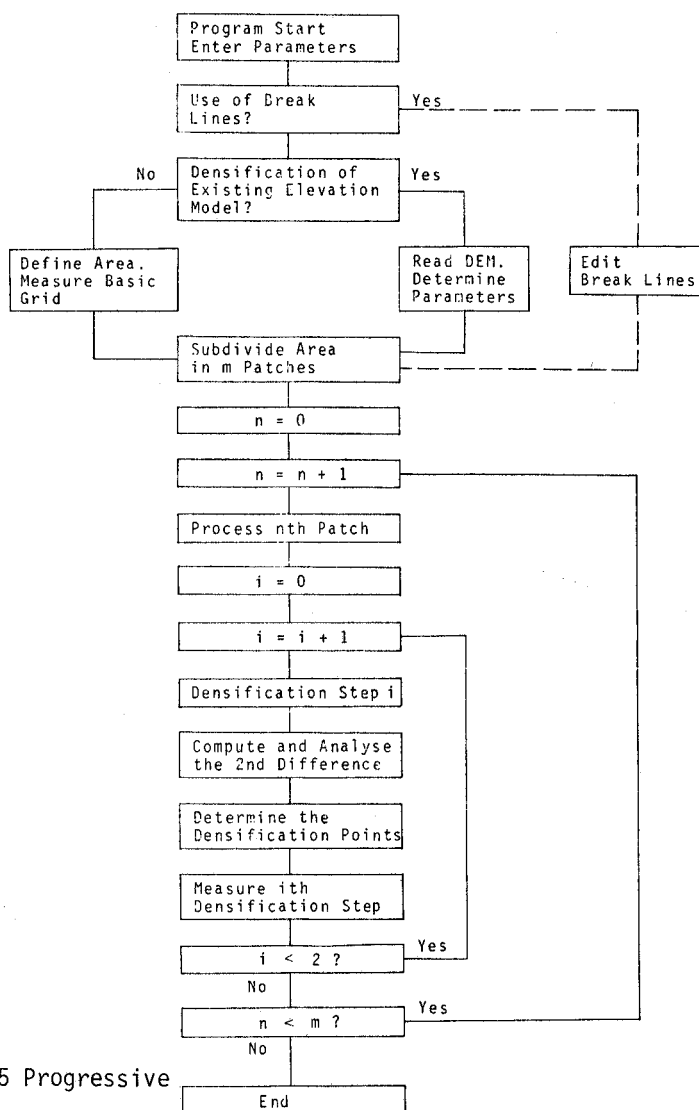 Program Start
Enter Parameters
Use of Break
Lines?
Yes
No
Densification of
Existing Elevation
Model?
Yes
Define Area.
Measure Basic
Grid
Read DEM.
Determine
Parameters
Edit
Break Lines
Subdivide Area
in m Patches
n = 0
n = n + 1
Process nth Patch
i = 0
i = i + 1
Densification Step i
Compute and Analyse
the 2nd Difference
Determine the
Densification Points
Measure ith
Densification Step
i < 2 ?
Yes
No
n < m ?
Yes
No
5 Progressive
End